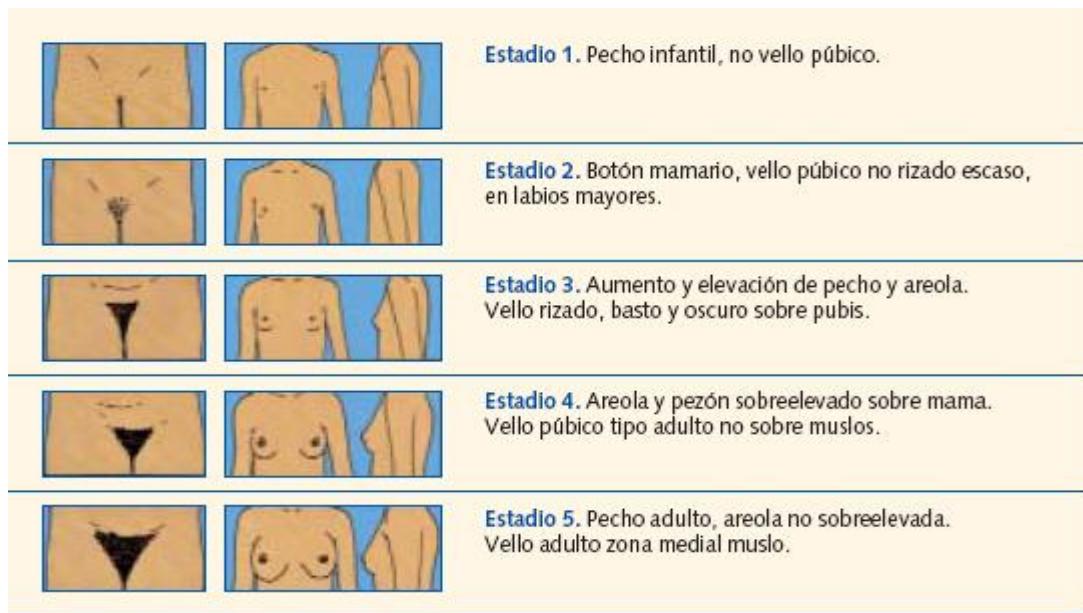 Estadio 1. Pecho infantil, no vello púbico.
Estadio 2. Botón mamario, vello púbico no rizado escaso,
en labios mayores.
Estadio 3. Aumento y elevación de pecho y areola.
Vello rizado, basto y oscuro sobre pubis.
Estadio 4. Areola y pezón sobreelevado sobre mama.
Vello púbico tipo adulto no sobre muslos.
Estadio 5. Pecho adulto, areola no sobreelevada.
Vello adulto zona medial muslo.